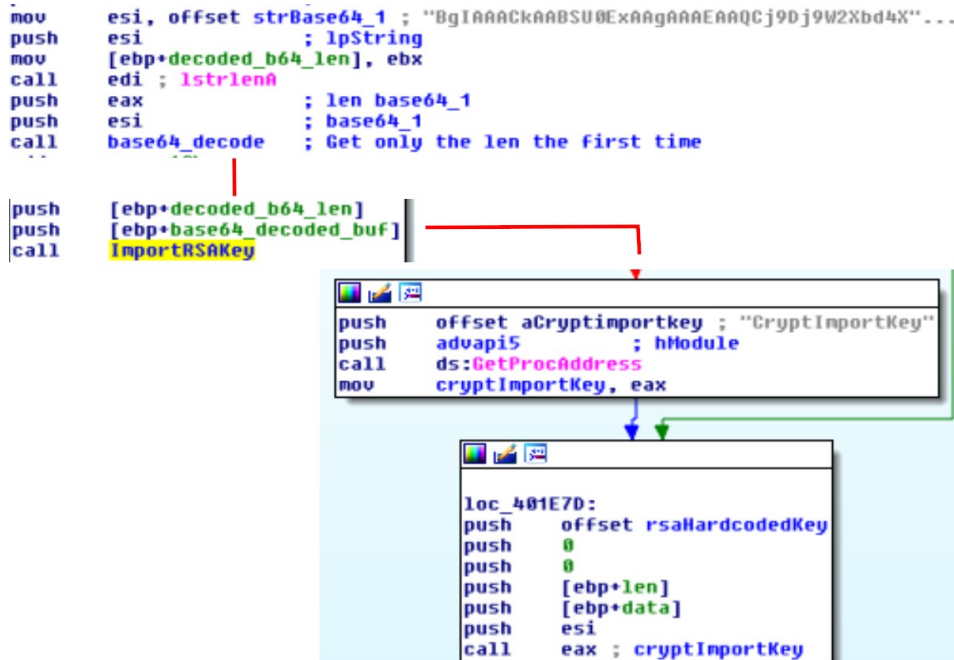 mov esi, offset strBase64_1 ; "BgIAAACkAABSU0ExAAgAAAEAAQCj9Dj9W2Xbd4X"...
push esi ; lpString
mov [ebp+decoded_b64_len], ebx
call edi ; lstrlenA
push eax ; len base64_1
push esi ; base64_1
call base64_decode ; Get only the len the first time
push [ebp+decoded_b64_len]
push [ebp+base64_decoded_buf]
call ImportRSAKey
push offset aCryptimportkey ; "CryptImportKey"
push advapi5 ; hModule
call ds:GetProcAddress
mov cryptImportKey, eax
loc_401E7D:
push offset rsaHardcodedKey
push 0
push 0
push [ebp+len]
push [ebp+data]
push esi
call eax ; cryptImportKey